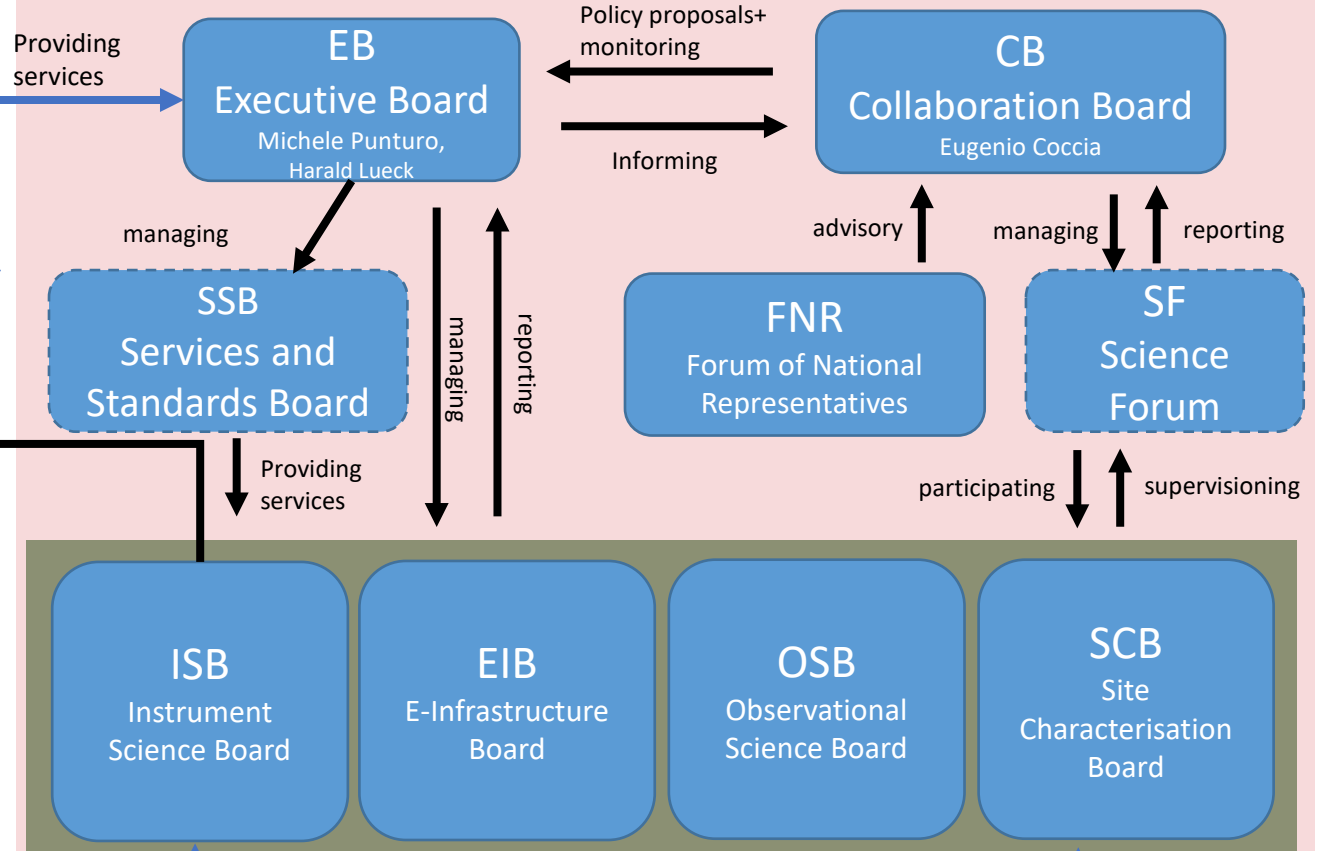 Providing
services
EB
Executive Board
Michele Punturo,
Harald Lueck
Policy proposals+
monitoring
Informing
CB
Collaboration Board
Eugenio Coccia
managing
advisory
managing
reporting
SSB
Services and
Standards Board
managing
reporting
FNR
Forum of National
Representatives
SF
Science
Forum
Providing
services
participating
supervisioning
ISB
Instrument
Science Board
EIB
E-Infrastructure
Board
OSB
Observational
Science Board
SCB
Site
Characterisation
Board